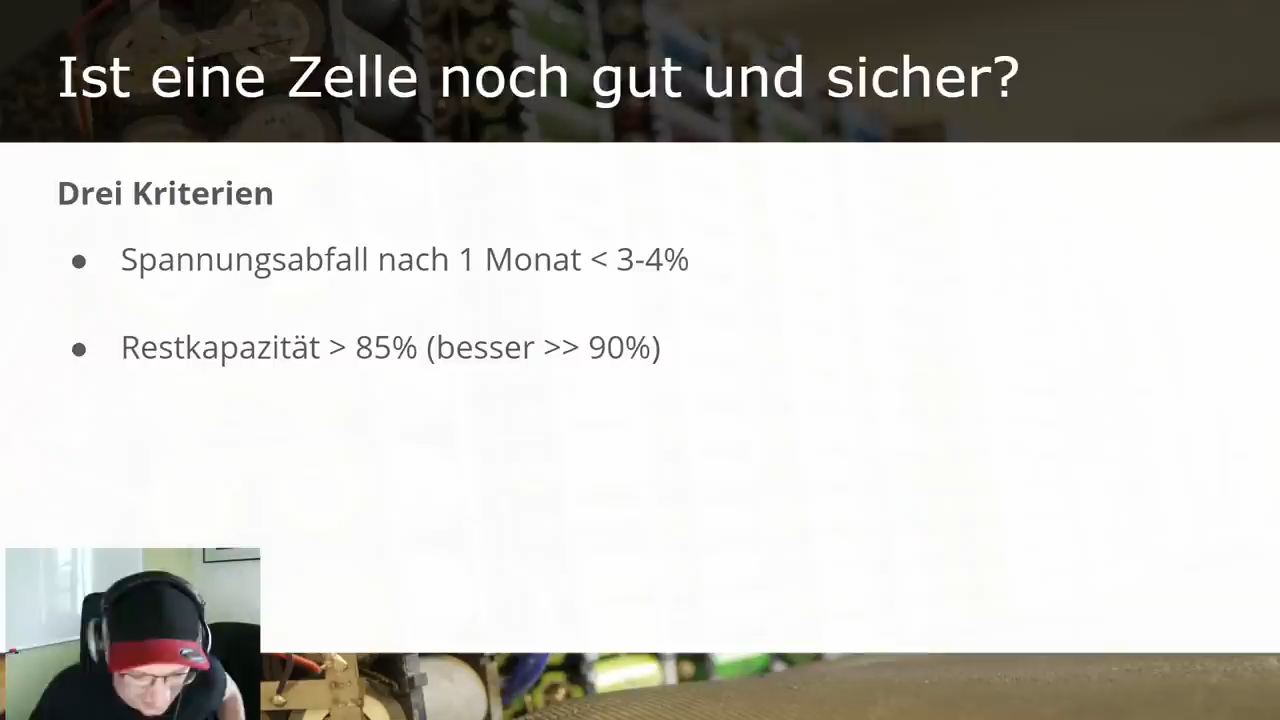 Ist eine Zelle noch gut und sicher?
Drei Kriterien
● Spannungsabfall nach 1 Monat < 3-4%
● Restkapazität > 85% (besser >> 90%)